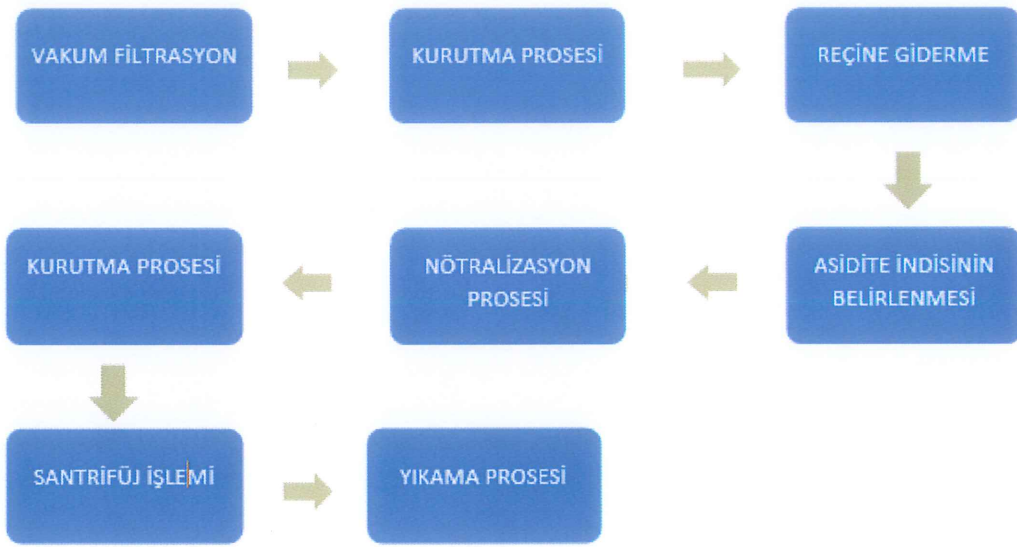 VAKUM FİLTRASYON
KURUTMA PROSESİ
REÇİNE GİDERME
ASİDİTE İNDİSİNİN
BELİRLENMESİ
NÖTRALİZASYON
PROSESİ
KURUTMA PROSESİ
SANTRİFÜJ İŞLEMİ
YIKAMA PROSESİ